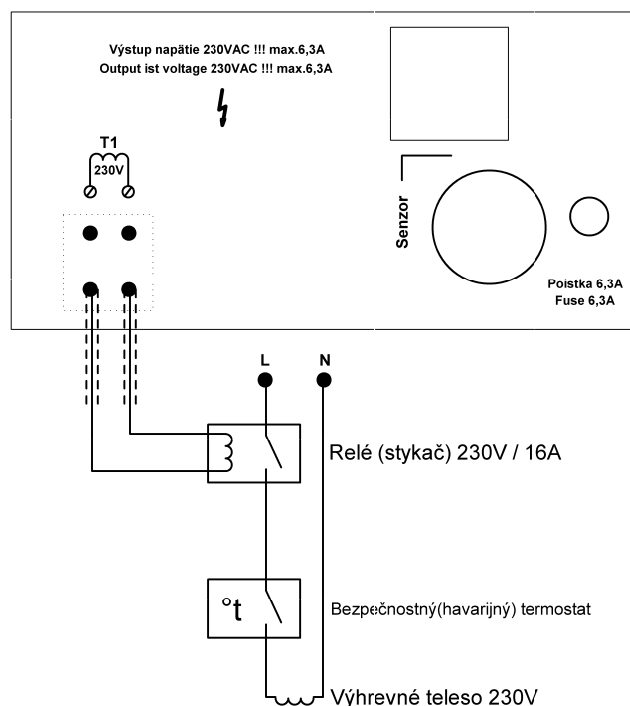 Výstup napätie 230VAC !!! max.6,3A
Output ist voltage 230VAC !!! max.6,3A
T1
230V
Senzor
Poistka 6,3A
Fuse 6,3A
L N
Relé (stykač) 230V / 16A
°t
Bezpečnostný(havarijný) termostat
Výhrevné teleso 230V